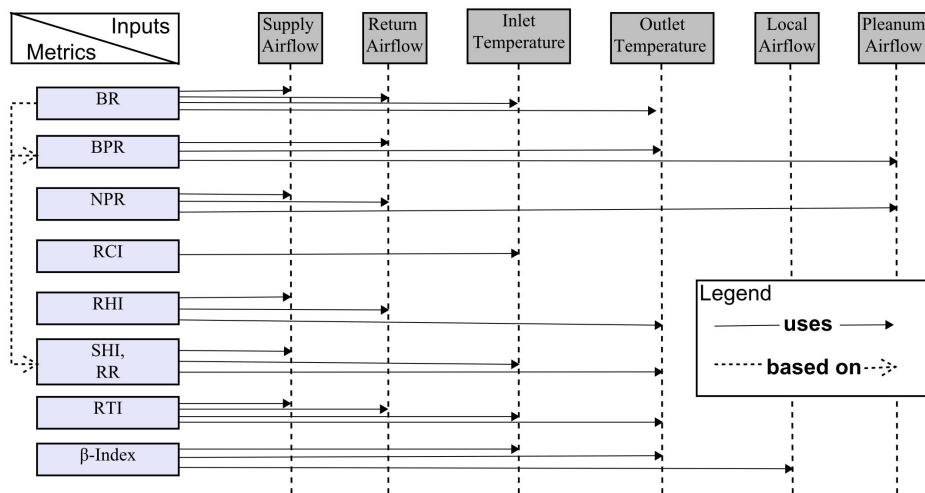 Inputs
Metrics
Supply
Airflow
Return
Airflow
Inlet
Temperature
Outlet
Temperature
Local
Airflow
Pleanum
Airflow
BR
BPR
NPR
RCI
RHI
SHI,
RR
RTI
β-Index
Legend
uses
based on